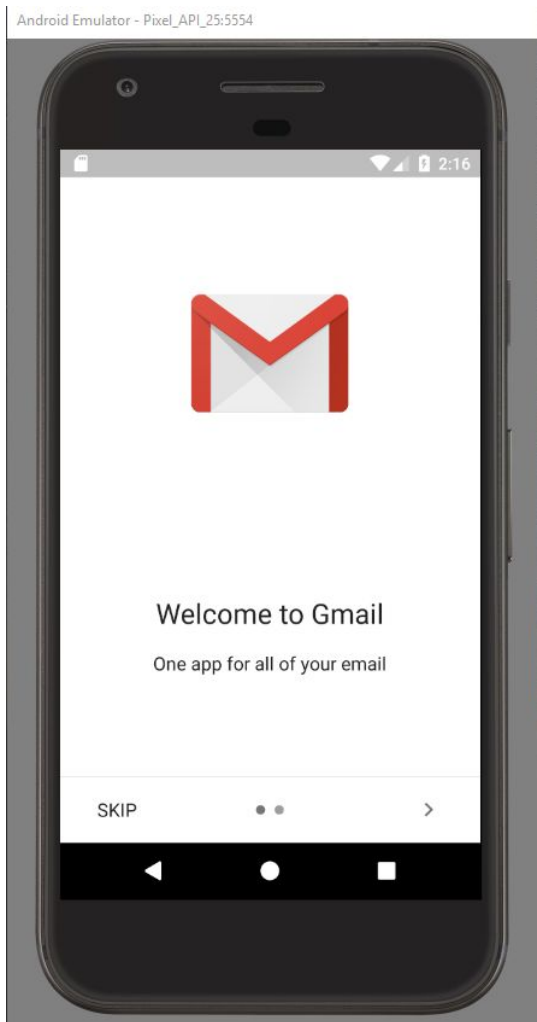 Android Emulator - Pixel_API_25:5554
2:16
Welcome to Gmail
One app for all of your email
SKIP